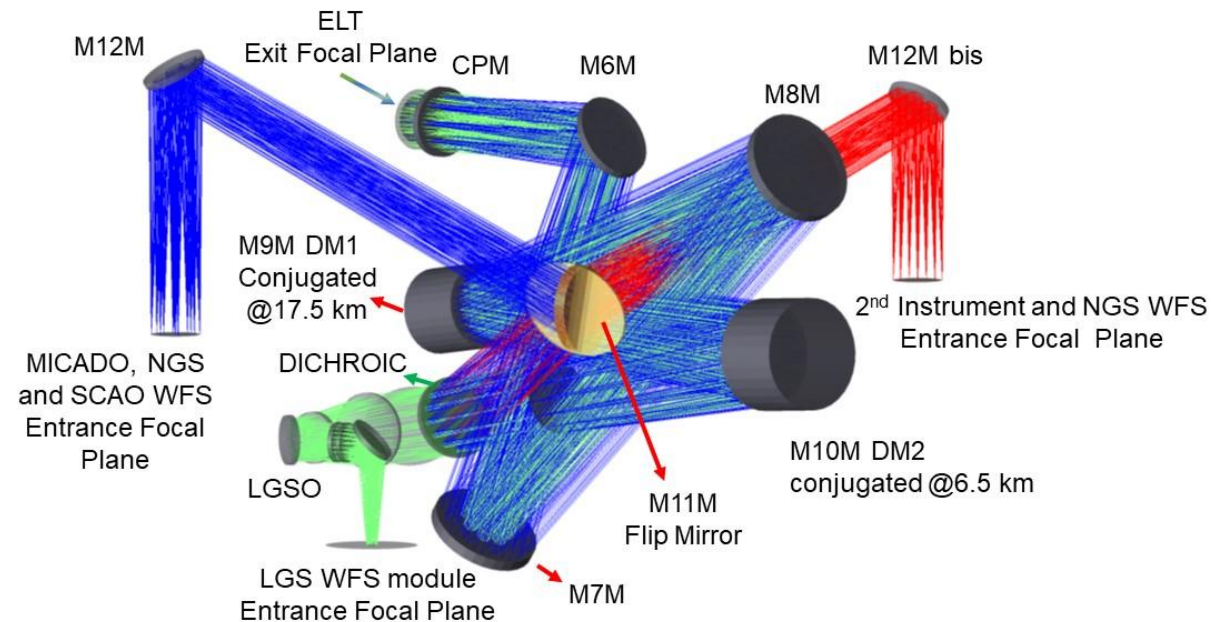 M12M
ELT
Exit Focal Plane
CPM
M6M
M8M
M12M bis
M9M DM1
Conjugated
@17.5 km
DICHROIC
2nd Instrument and NGS WFS
Entrance Focal Plane
MICADO, NGS
and SCAO WFS
Entrance Focal
Plane
LGSO
M10M DM2
conjugated @6.5 km
M11M
Flip Mirror
LGS WFS module
Entrance Focal Plane
M7M